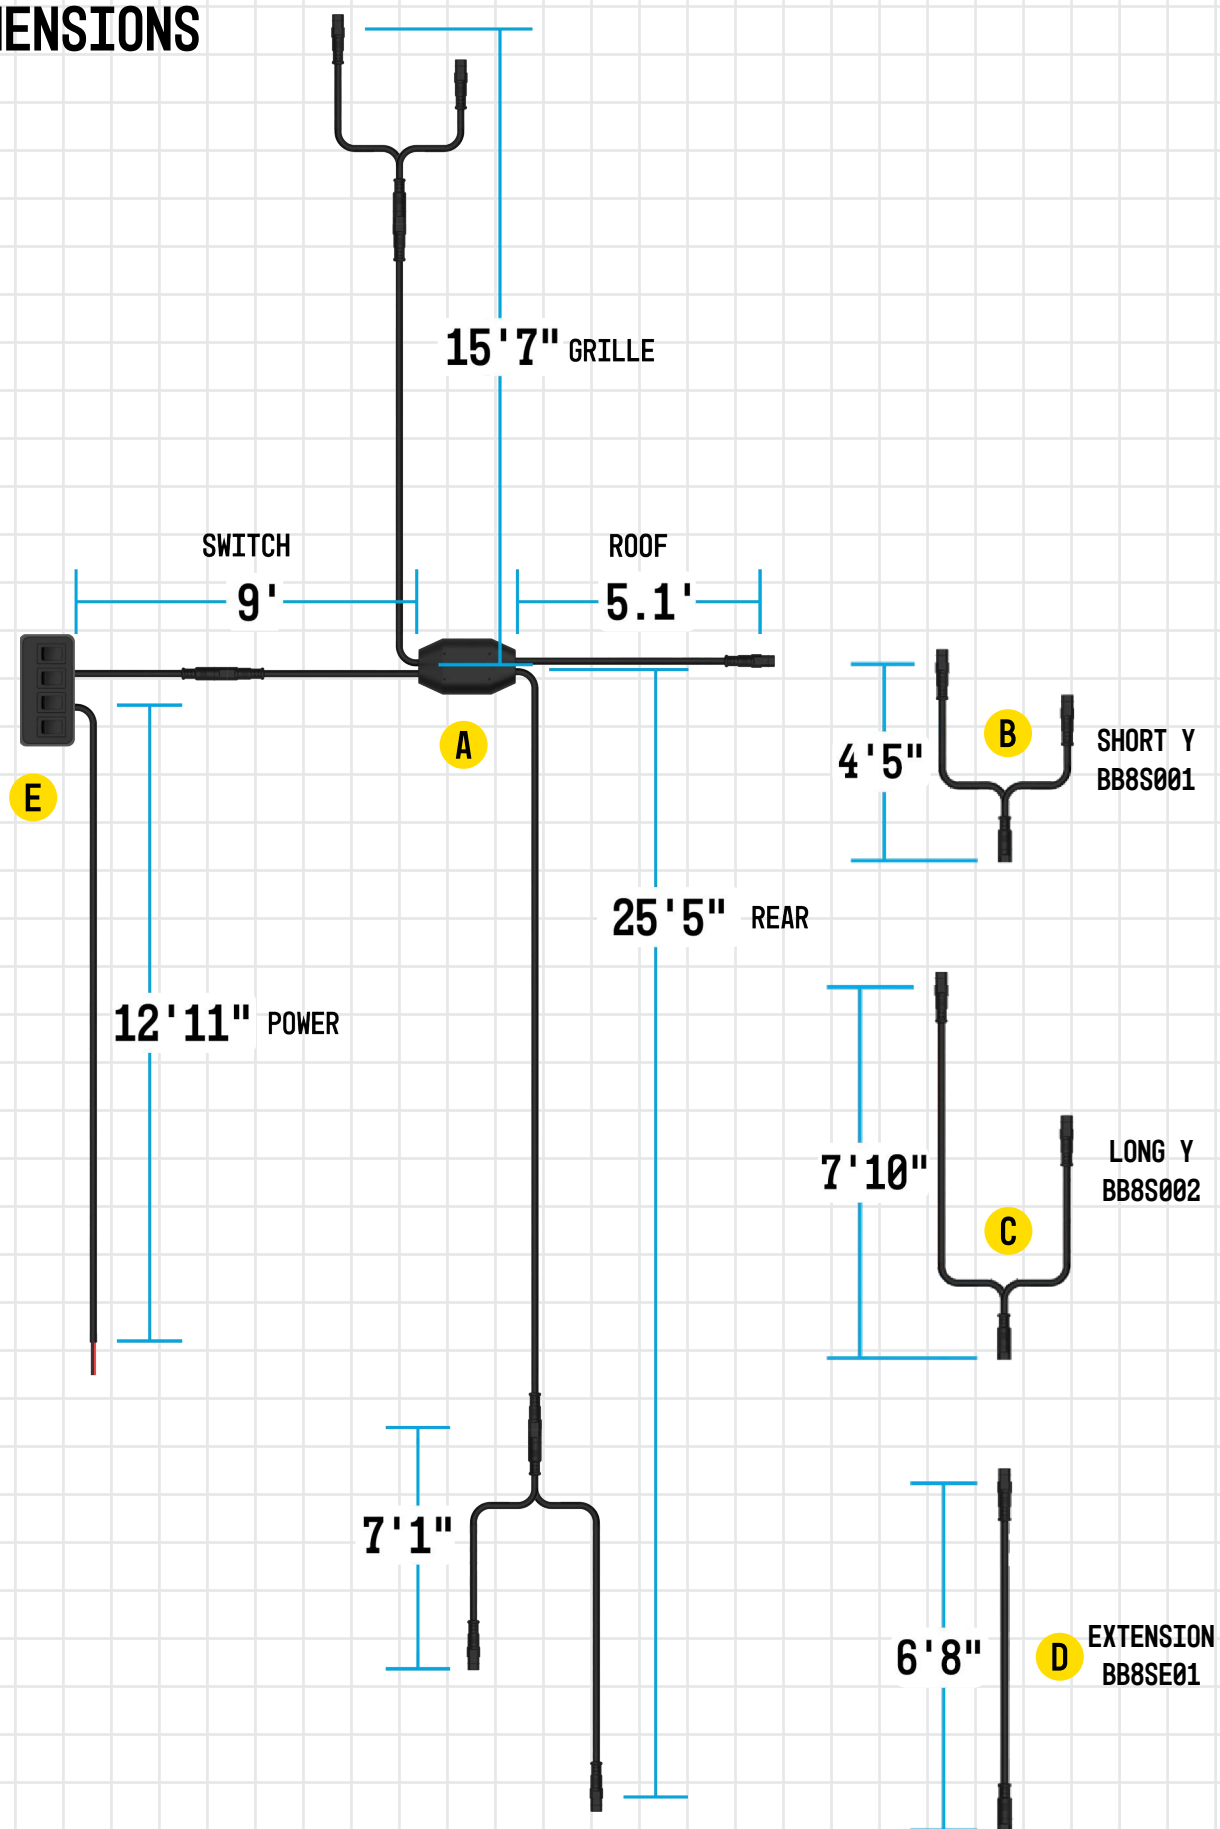 MENSIONS
15'7" GRILLE
SWITCH
9'
ROOF
5.1'
A
E
B
4'5"
SHORT Y
BB8S001
25'5" REAR
12'11" POWER
7'10"
LONG Y
BB8S002
C
7'1"
6'8"
D
EXTENSION
BB8SE01